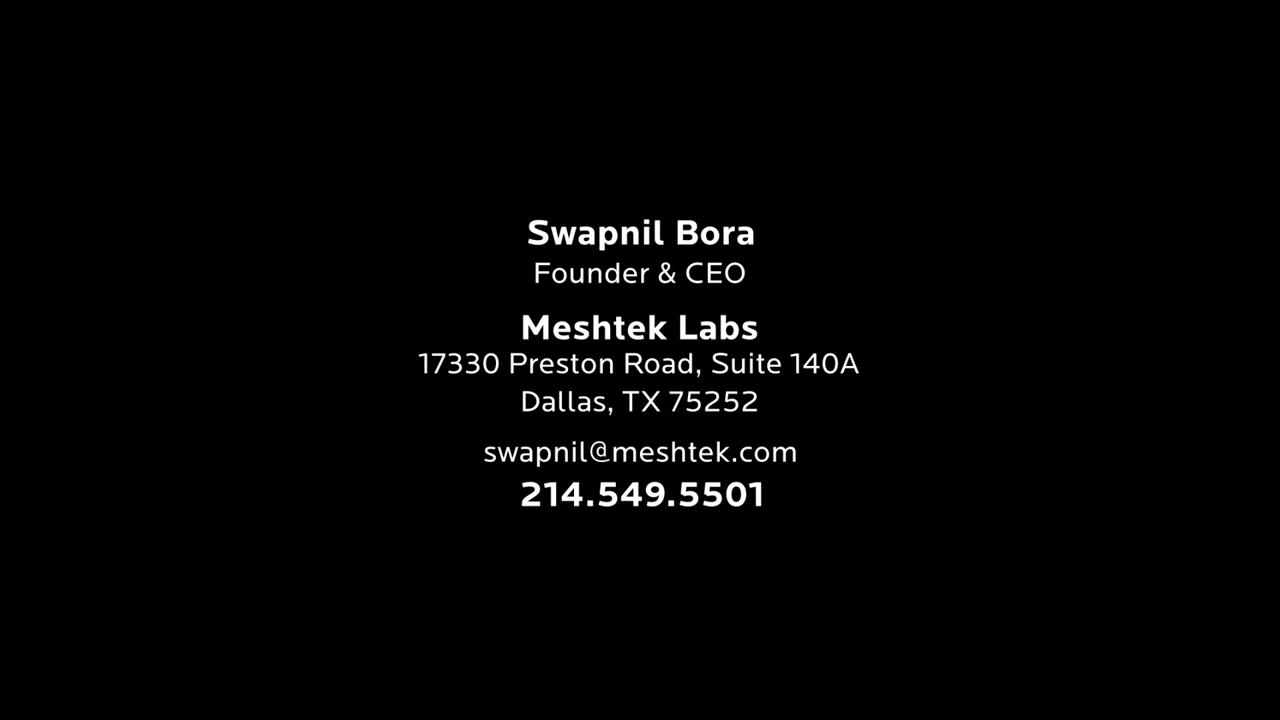 Swapnil Bora
Founder & CEO
Meshtek Labs
17330 Preston Road, Suite 140A
Dallas, TX 75252
swapnil@meshtek.com
214.549.5501